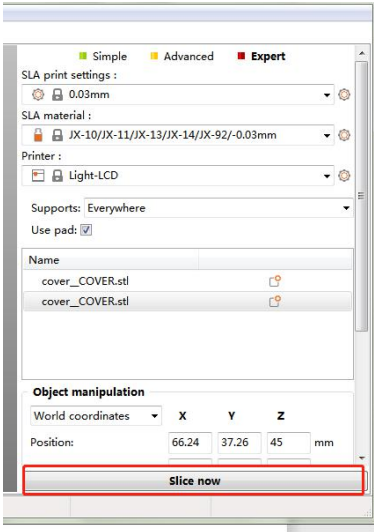 Simple Advanced Expert
SLA print settings :
0.03mm
SLA material :
JX-10/JX-11/JX-13/JX-14/JX-92/-0.03mm
Printer :
Light-LCD
Supports: Everywhere
Use pad:
Name
cover__COVER.stl
cover__COVER.stl
Object manipulation
World coordinates X Y Z
Position: 66.24 37.26 45 mm
Slice now